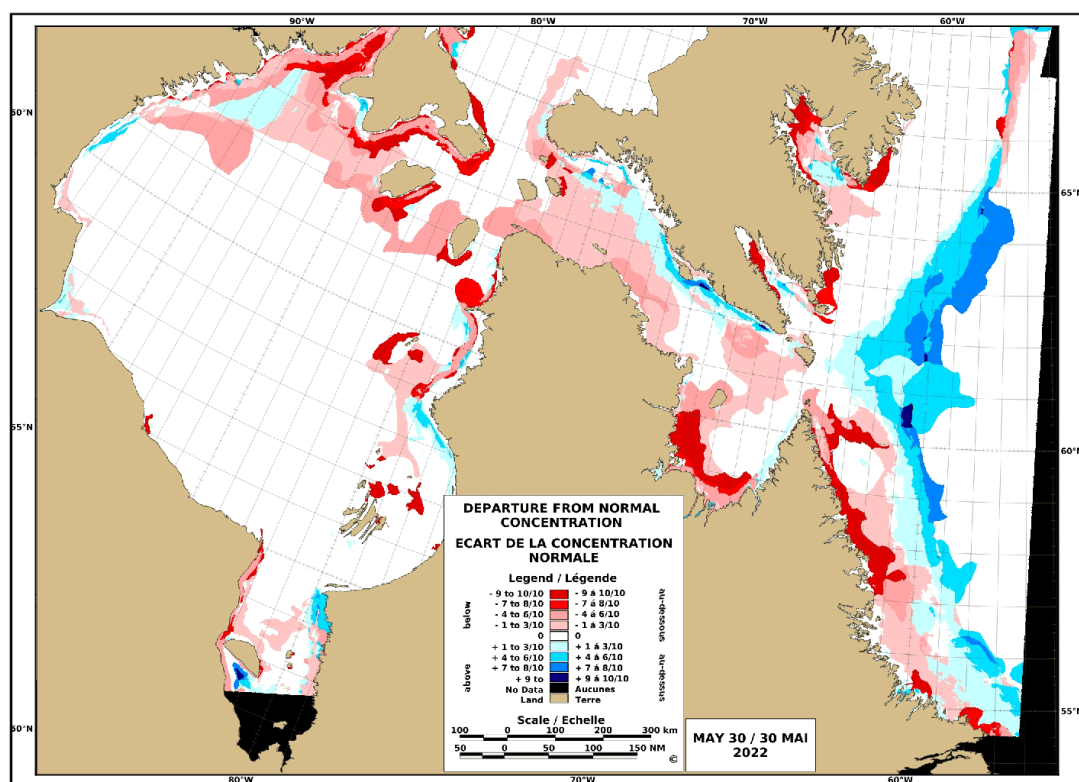 90°W
80°W
70°W
60°W
60°N
50°N
65°N
55°N
60°N
50°N
55°N
80°W
70°W
60°W
DEPARTURE FROM NORMAL
CONCENTRATION
ECART DE LA CONCENTRATION
NORMALE
Legend / Légende
below
above
- 9 to 10/10 - 9 á 10/10
- 7 to 8/10 - 7 á 8/10
- 4 to 6/10 - 4 á 6/10
- 1 to 3/10 - 1 á 3/10
0 0
+ 1 to 3/10 + 1 á 3/10
+ 4 to 6/10 + 4 á 6/10
+ 7 to 8/10 + 7 á 8/10
+ 9 to + 9 á 10/10
No Data Aucunes
Land Terre
au-dessous
au-dessus
Scale / Echelle
100 0 100 200 300 km
50 0 50 100 150 NM
©
MAY 30 / 30 MAI
2022